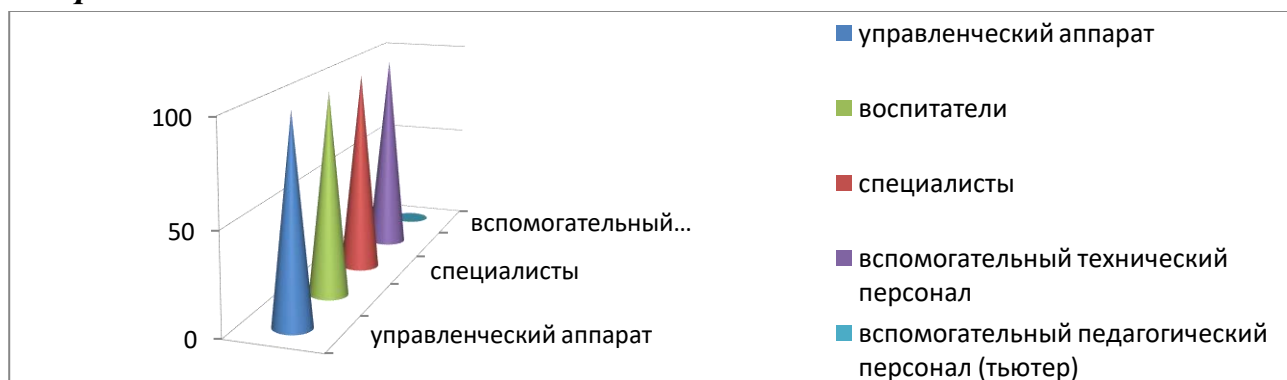 100
50
0
вспомогательный...
специалисты
управленческий аппарат
управленческий аппарат
воспитатели
специалисты
вспомогательный технический
персонал
вспомогательный педагогический
персонал (тьютер)